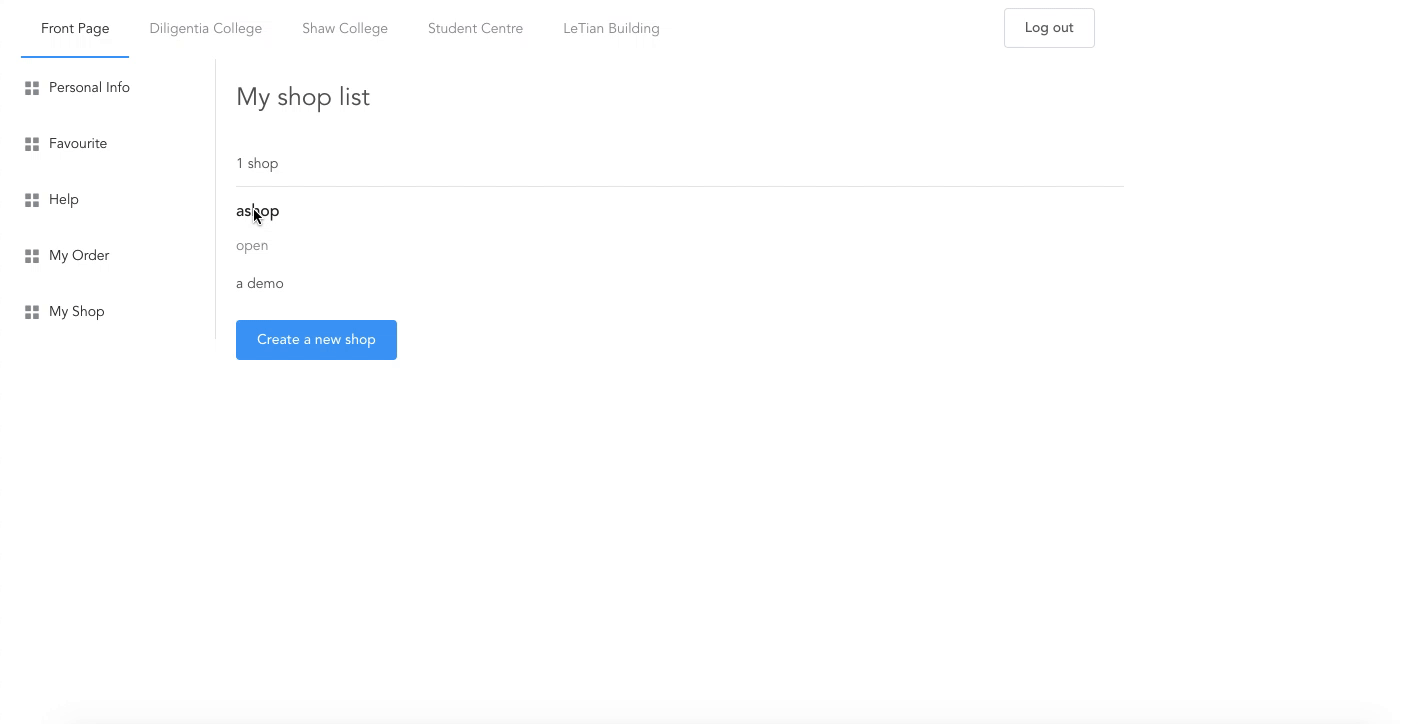 Front Page Diligentia College Shaw College Student Centre LeTian Building Log out
Personal Info
Favourite
Help
My Order
My Shop
My shop list
1 shop
ashop
open
a demo
Create a new shop